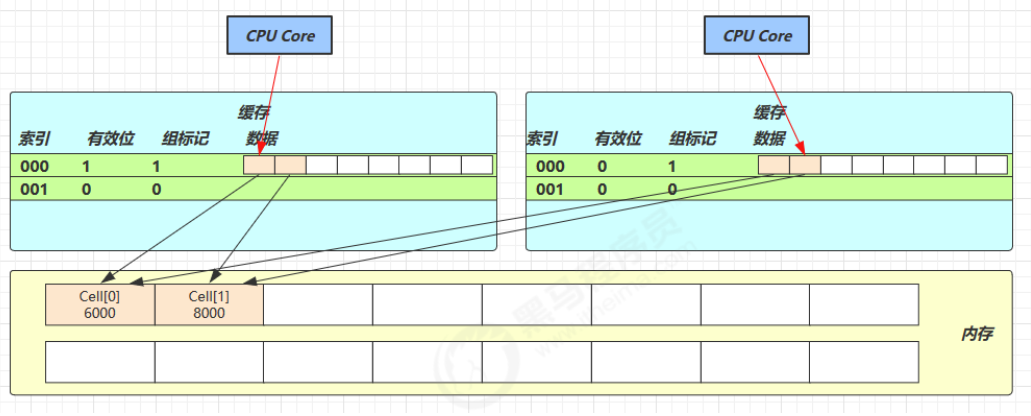 CPU Core CPU Core
缓存 缓存
索引 有效位 组标记 数据 索引 有效位 组标记 数据
000 1 1 000 0 1
001 0 0 001 0 0
Cell[0] Cell[1]
6000 8000
内存
黑马程序员
www.itheima.com